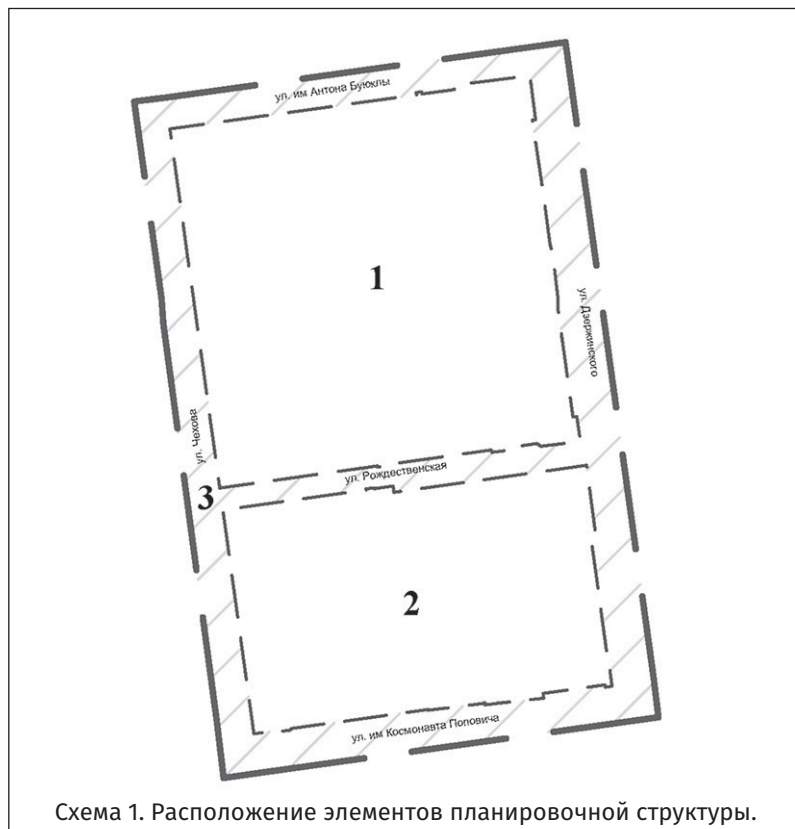 ул. им Антона Буюклы
1
ул. Дзержинского
ул. Чехова
ул. Рождественская
3
2
ул. им Космонавта Поповича
Схема 1. Расположение элементов планировочной структуры.